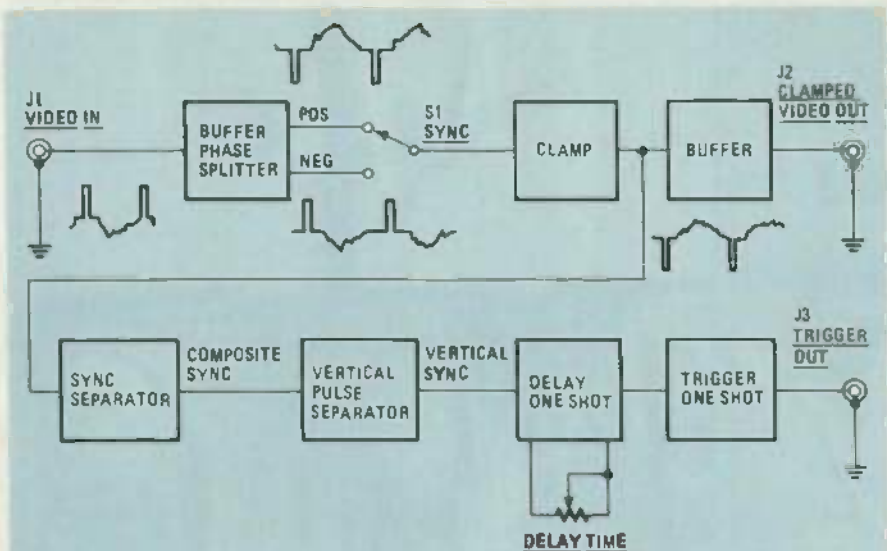 J1
VIDEO IN
BUFFER
PHASE
SPLITTER
POS
NEG
S1
SYNC
CLAMP
BUFFER
J2
CLAMPED
VIDEO OUT
SYNC
SEPARATOR
COMPOSITE
SYNC
VERTICAL
PULSE
SEPARATOR
VERTICAL
SYNC
DELAY
ONE SHOT
TRIGGER
ONE SHOT
J3
TRIGGER
OUT
DELAY TIME